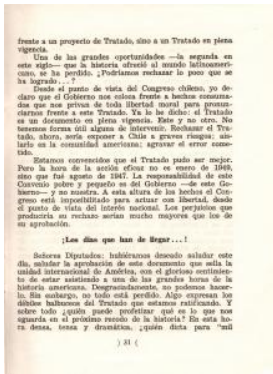 frente a un proyecto de Tratado, sino a un Tratado en plena
vigencia.
Una de las grandes oportunidades —la segunda en
este siglo— que la historia ofreció al mundo latinoameri-
cano, se ha perdido. ¿Podríamos rechazar lo poco que se
ha logrado...?
Desde el punto de vista del Congreso chileno, yo de-
claro que el Gobierno nos coloca frente a hechos consuma-
dos que nos privan de toda libertad moral para pronun-
ciarnos frente a este Tratado. Ya lo he dicho: el Tratado
es un documento en plena vigencia. Este y no otro. No
tenemos forma útil alguna de intervenir. Rechazar el Tra-
tado, ahora, sería exponer a Chile a graves riesgos: ais-
larlo en la comunidad americana; agravar el error come-
tido.
Estamos convencidos que el Tratado pudo ser mejor.
Pero la hora de la acción eficaz no es enero de 1949,
sino que fué agosto de 1947. La responsabilidad de este
Convenio pobre y pequeño es del Gobierno —de este Go-
bierno— y no nuestra. A esta altura de los hechos el Con-
greso está imposibilitado para actuar con libertad, desde
el punto de vista del interés nacional. Los perjuicios que
produciría su rechazo serían mucho mayores que los de
su aprobación.
¡Los días que han de llegar...!
Señores Diputados: hubiéramos deseado saludar este
día, saludar la aprobación de este documento que sella la
unidad internacional de América, con el glorioso sentimien-
to de estar asistiendo a una de las grandes horas de la
historia americana. Desgraciadamente, no podemos hacer-
lo. Sin embargo, no todo está perdido. Algo expresan los
débiles balbuceos del Tratado que estamos ratificando. Y
sobre todo ¿quién puede profetizar qué es lo que nos
aguarda en el próximo recodo de la historia? En esta ho-
ra densa, tensa y dramática, ¿quién dicta para "mil
) 31 (